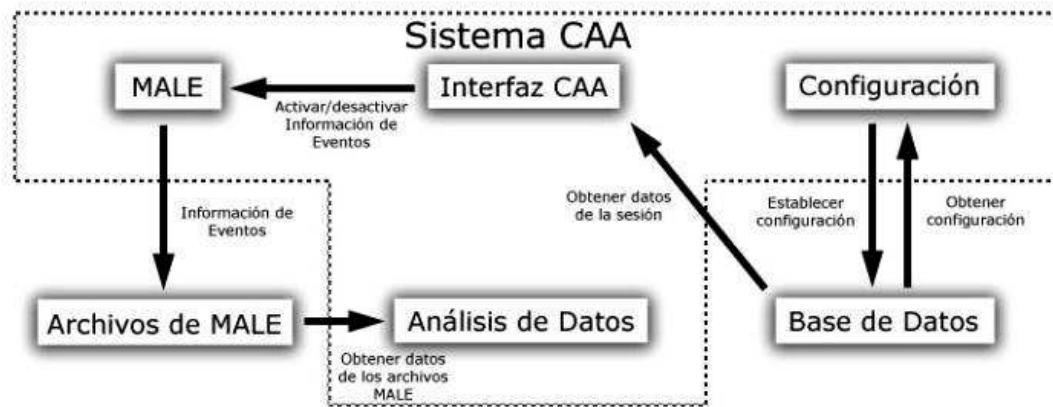 Sistema CAA
MALE
Interfaz CAA
Configuración
Activar/desactivar
Información de
Eventos
Información de
Eventos
Obtener datos
de la sesión
Establecer
configuración
Obtener
configuración
Archivos de MALE
Análisis de Datos
Base de Datos
Obtener datos
de los archivos
MALE